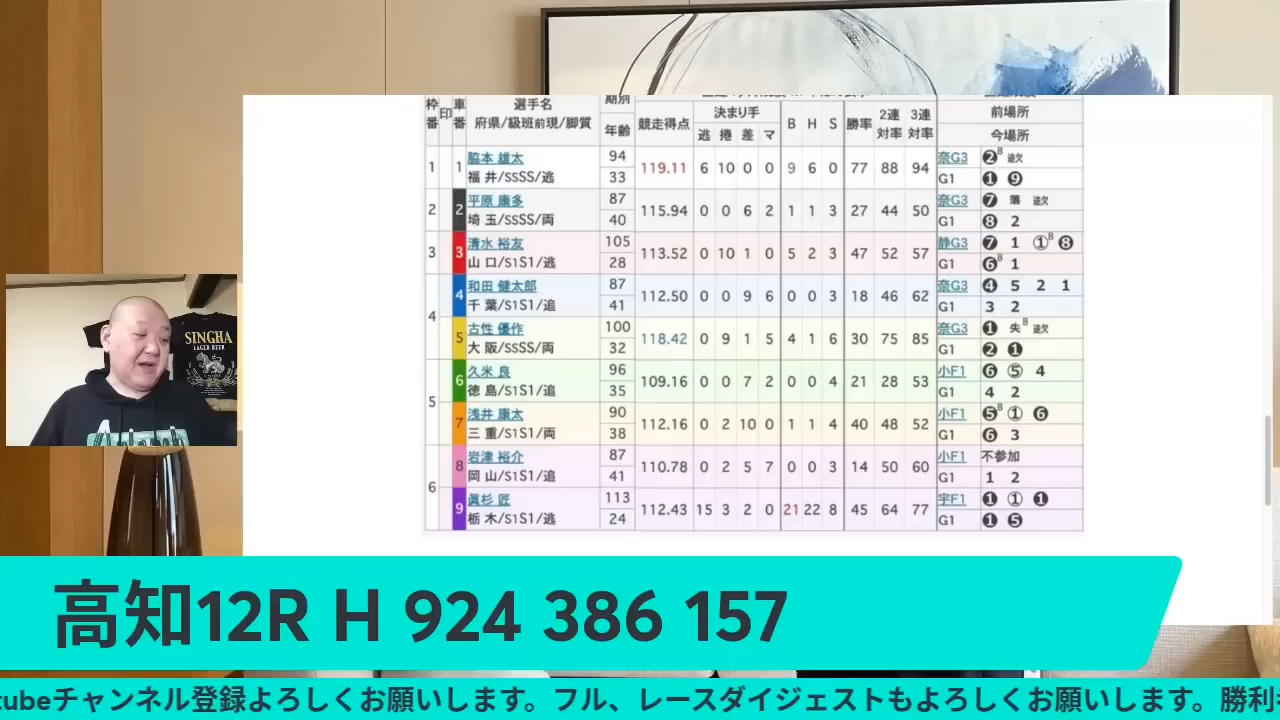 枠番 印 車番 選手名 府県/級班前現/脚質 期別 年齢 競走得点 決まり手 逃 捲 差 マ B H S 勝率 2連対率 3連対率 前場所 今場所
1 1 脇本 雄太 94 119.11 6 10 0 0 9 6 0 77 88 94 奈G3 ❷B 途欠
福 井/SSSS/逃 33 G1 ❶ ❾
2 2 平原 康多 87 115.94 0 0 6 2 1 1 3 27 44 50 奈G3 ❼ 落 途欠
埼 玉/SSSS/両 40 G1 ❽ 2
3 3 清水 裕友 105 113.52 0 10 1 0 5 2 3 47 52 57 静G3 ❼ 1 ①B ❽
山 口/S1S1/逃 28 G1 ❻B 1
4 4 和田 健太郎 87 112.50 0 0 9 6 0 0 3 18 46 62 奈G3 ❹ 5 2 1
千 葉/S1S1/追 41 G1 3 2
5 古性 優作 100 118.42 0 9 1 5 4 1 6 30 75 85 奈G3 ❶ 失B 途欠
大 阪/SSSS/両 32 G1 ❷ ❶
5 6 久米 良 96 109.16 0 0 7 2 0 0 4 21 28 53 小F1 ❻ ⑤ 4
徳 島/S1S1/追 35 G1 4 2
7 浅井 康太 90 112.16 0 2 10 0 1 1 4 40 48 52 小F1 ❺B ① ❻
三 重/S1S1/両 38 G1 ❻ 3
6 8 岩津 裕介 87 110.78 0 2 5 7 0 0 3 14 50 60 小F1 不参加
岡 山/S1S1/追 41 G1 1 2
9 眞杉 匠 113 112.43 15 3 2 0 21 22 8 45 64 77 宇F1 ❶ ① ❶
栃 木/S1S1/逃 24 G1 ❶ ❺
SINGHA
LAGER BEER
高知12R H 924 386 157
tubeチャンネル登録よろしくお願いします。フル、レースダイジェストもよろしくお願いします。勝利